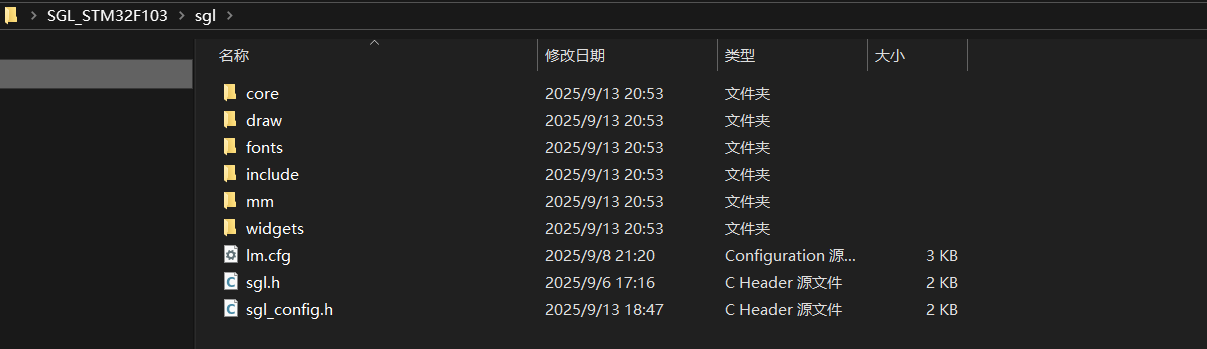 SGL_STM32F103 > sgl >
名称 修改日期 类型 大小
core 2025/9/13 20:53 文件夹
draw 2025/9/13 20:53 文件夹
fonts 2025/9/13 20:53 文件夹
include 2025/9/13 20:53 文件夹
mm 2025/9/13 20:53 文件夹
widgets 2025/9/13 20:53 文件夹
lm.cfg 2025/9/8 21:20 Configuration 源... 3 KB
sgl.h 2025/9/6 17:16 C Header 源文件 2 KB
sgl_config.h 2025/9/13 18:47 C Header 源文件 2 KB